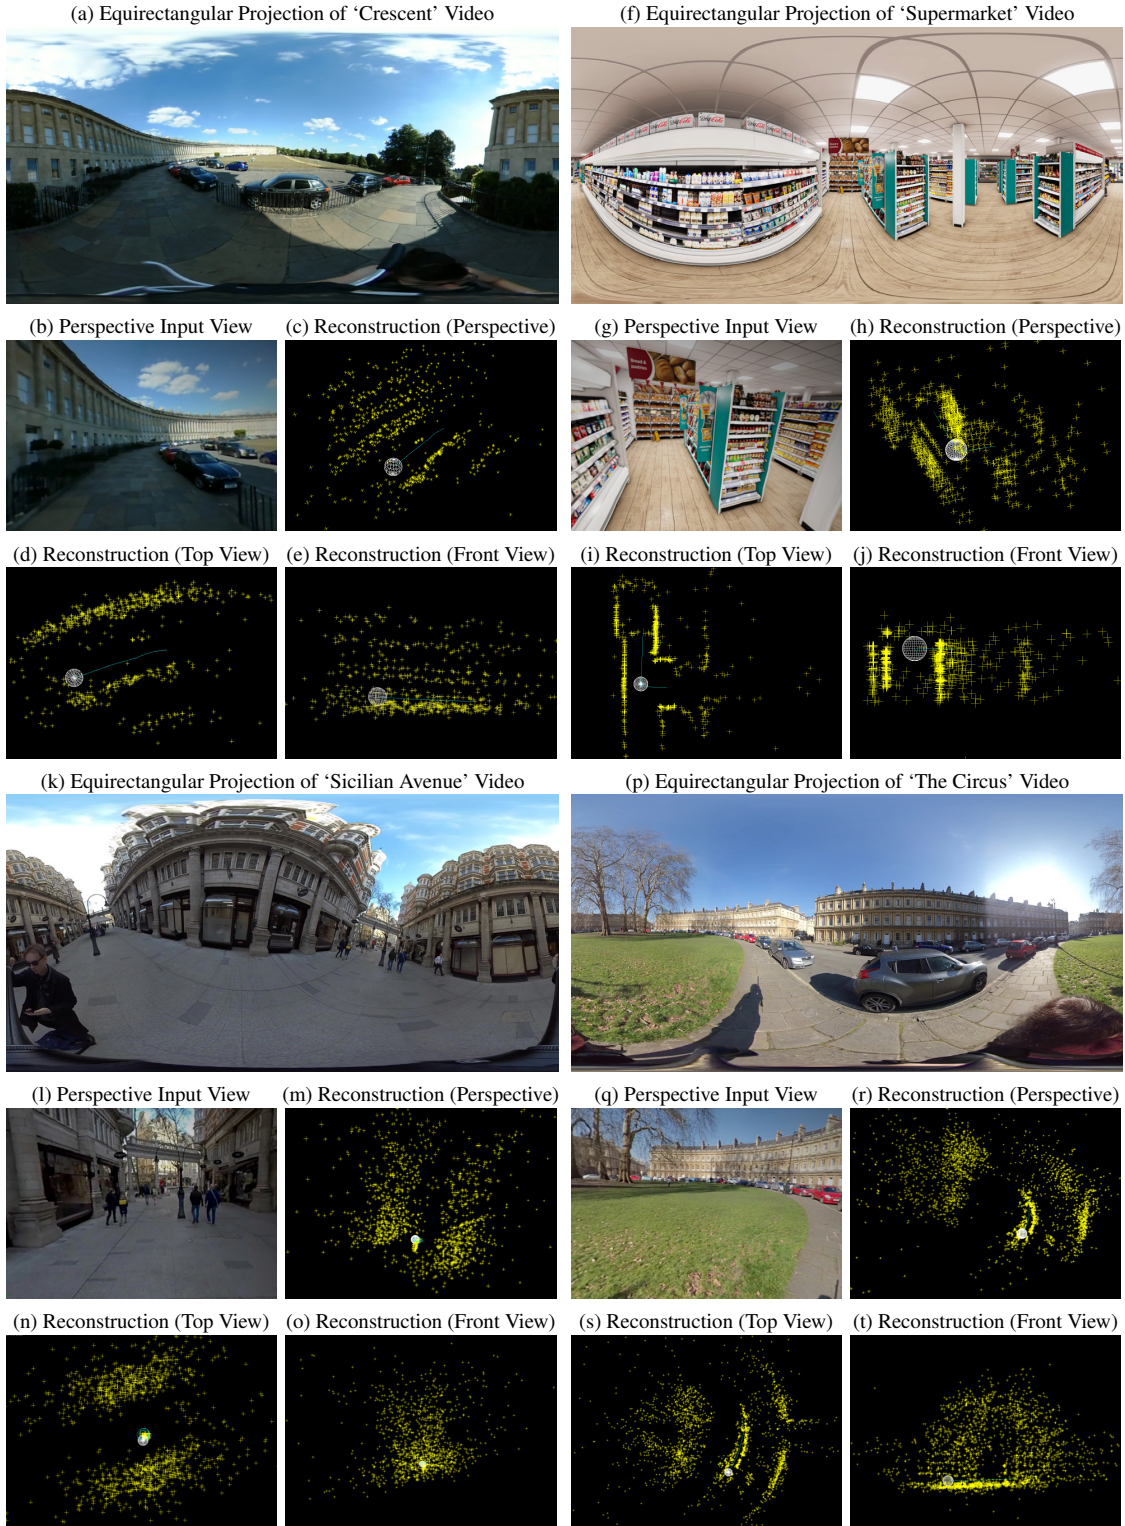 (a) Equirectangular Projection of ‘Crescent’ Video
(f) Equirectangular Projection of ‘Supermarket’ Video
(b) Perspective Input View
(c) Reconstruction (Perspective)
(g) Perspective Input View
(h) Reconstruction (Perspective)
Bread &
pastries
(d) Reconstruction (Top View)
(e) Reconstruction (Front View)
(i) Reconstruction (Top View)
(j) Reconstruction (Front View)
(k) Equirectangular Projection of ‘Sicilian Avenue’ Video
(p) Equirectangular Projection of ‘The Circus’ Video
(l) Perspective Input View
(m) Reconstruction (Perspective)
(q) Perspective Input View
(r) Reconstruction (Perspective)
(n) Reconstruction (Top View)
(o) Reconstruction (Front View)
(s) Reconstruction (Top View)
(t) Reconstruction (Front View)